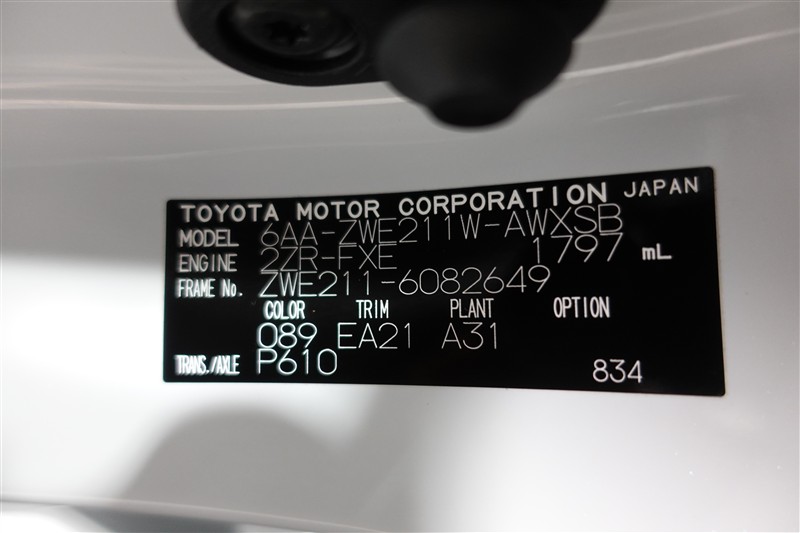 TOYOTA MOTOR CORPORATION JAPAN
MODEL 6AA-ZWE211W-AWXSB
ENGINE 2ZR-FXE 1797 mL
FRAME No. ZWE211-6082649
COLOR TRIM PLANT OPTION
089 EA21 A31
TRANS./AXLE P610 834